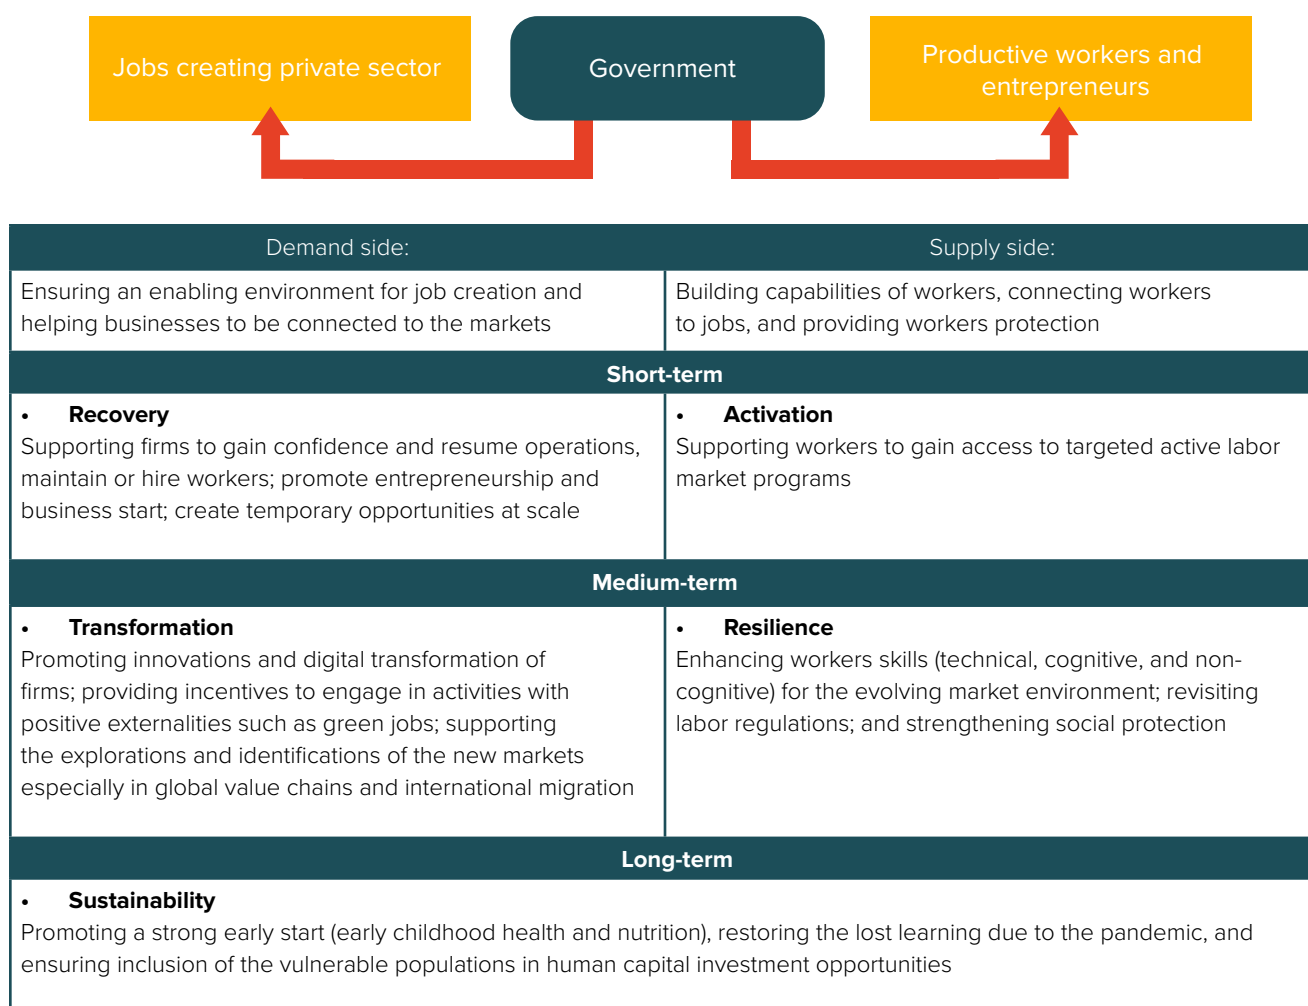 Jobs creating private sector
Government
Productive workers and
entrepreneurs
Demand side:
Supply side:
Ensuring an enabling environment for job creation and
helping businesses to be connected to the markets
Building capabilities of workers, connecting workers
to jobs, and providing workers protection
Short-term
• Recovery
Supporting firms to gain confidence and resume operations,
maintain or hire workers; promote entrepreneurship and
business start; create temporary opportunities at scale
• Activation
Supporting workers to gain access to targeted active labor
market programs
Medium-term
• Transformation
Promoting innovations and digital transformation of
firms; providing incentives to engage in activities with
positive externalities such as green jobs; supporting
the explorations and identifications of the new markets
especially in global value chains and international migration
• Resilience
Enhancing workers skills (technical, cognitive, and non-
cognitive) for the evolving market environment; revisiting
labor regulations; and strengthening social protection
Long-term
• Sustainability
Promoting a strong early start (early childhood health and nutrition), restoring the lost learning due to the pandemic, and
ensuring inclusion of the vulnerable populations in human capital investment opportunities